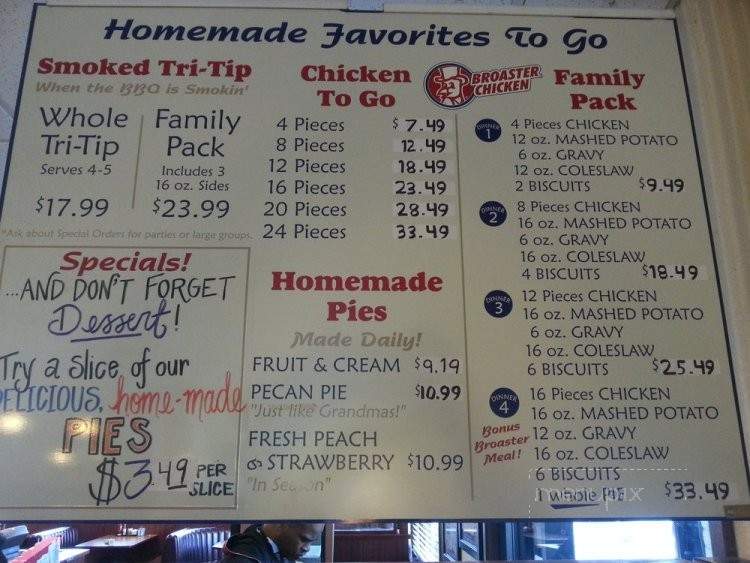 Homemade Favorites To Go
Smoked Tri-Tip
When the BBQ is Smokin'
Whole
Tri-Tip
Serves 4-5
$17.99
Family
Pack
Includes 3
16 oz. Sides
$23.99
*Ask about Special Orders for parties or large groups.
Specials!
...AND DON'T FORGET
Dessert!
Try a slice of our
DELICIOUS, home-made
PIES
$3.49 PER
SLICE
Chicken
To Go
4 Pieces $7.49
8 Pieces 12.49
12 Pieces 18.49
16 Pieces 23.49
20 Pieces 28.49
24 Pieces 33.49
Homemade
Pies
Made Daily!
FRUIT & CREAM $9.19
PECAN PIE $10.99
"Just like Grandmas!"
FRESH PEACH
& STRAWBERRY $10.99
"In Season"
BROASTER
CHICKEN
Family
Pack
DINNER
1
4 Pieces CHICKEN
12 oz. MASHED POTATO
6 oz. GRAVY
12 oz. COLESLAW
2 BISCUITS $9.49
DINNER
2
8 Pieces CHICKEN
16 oz. MASHED POTATO
6 oz. GRAVY
16 oz. COLESLAW
4 BISCUITS $18.49
DINNER
3
12 Pieces CHICKEN
16 oz. MASHED POTATO
6 oz. GRAVY
16 oz. COLESLAW
6 BISCUITS $25.49
DINNER
4
Bonus
Broaster
Meal!
16 Pieces CHICKEN
16 oz. MASHED POTATO
12 oz. GRAVY
16 oz. COLESLAW
6 BISCUITS
1 whole PIE $33.49